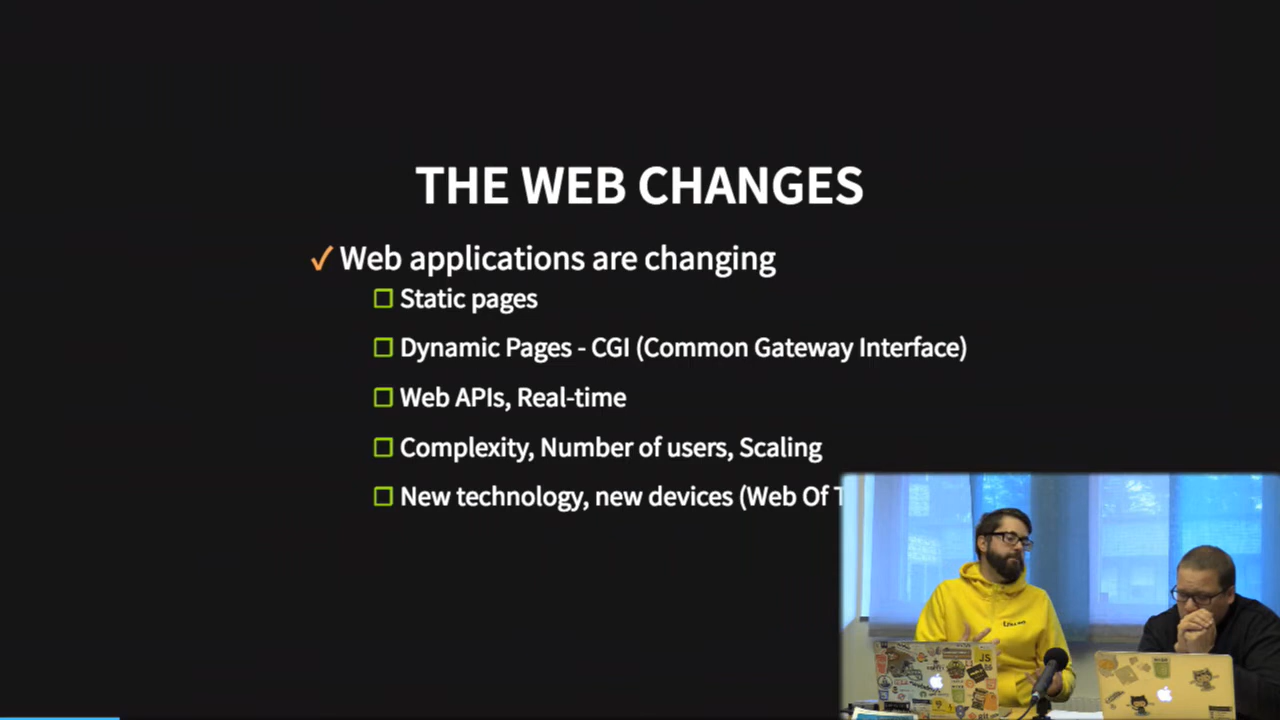 THE WEB CHANGES
✓ Web applications are changing
❒ Static pages
❒ Dynamic Pages - CGI (Common Gateway Interface)
❒ Web APIs, Real-time
❒ Complexity, Number of users, Scaling
❒ New technology, new devices (Web Of T
JS